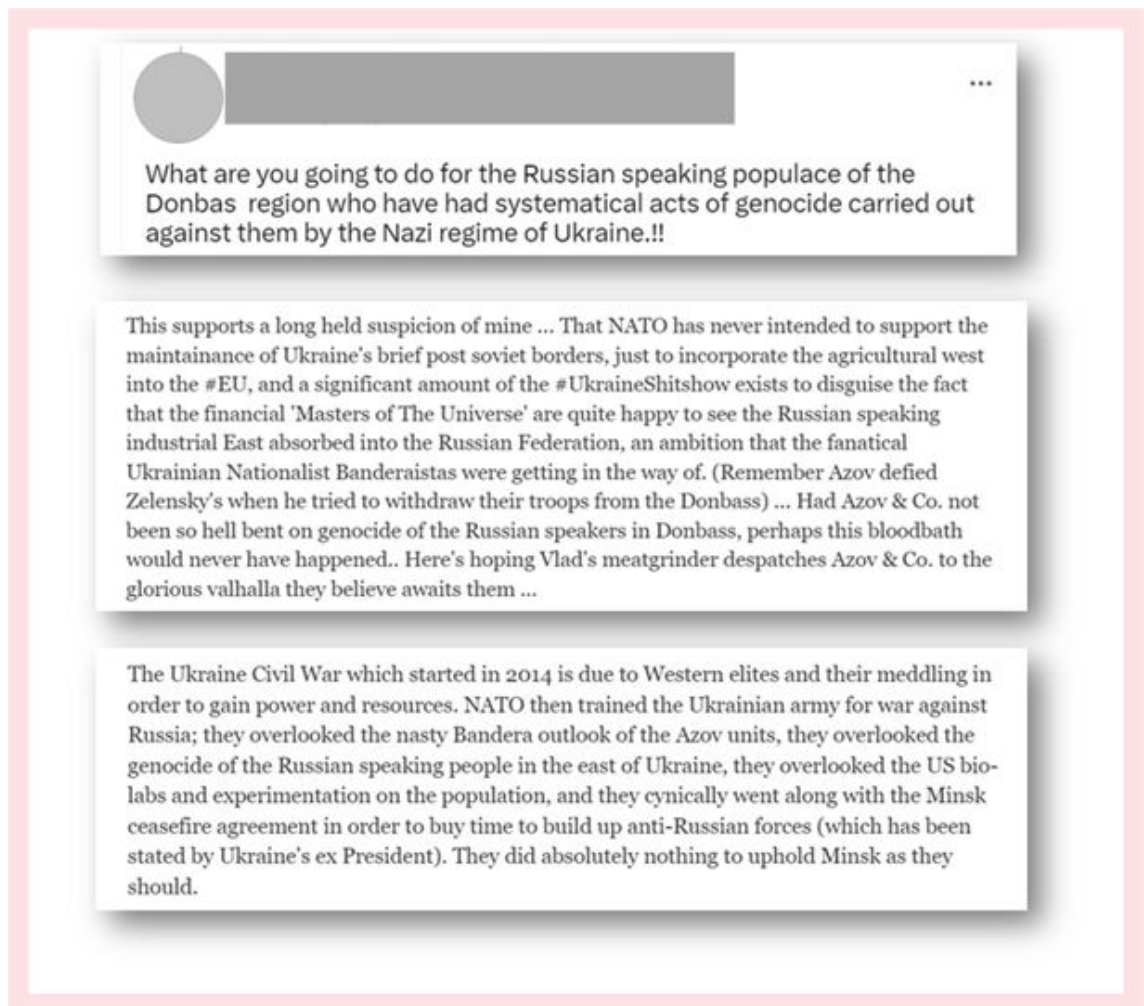 ...
What are you going to do for the Russian speaking populace of the
Donbas region who have had systematical acts of genocide carried out
against them by the Nazi regime of Ukraine.!!
This supports a long held suspicion of mine ... That NATO has never intended to support the
maintainance of Ukraine's brief post soviet borders, just to incorporate the agricultural west
into the #EU, and a significant amount of the #UkraineShitshow exists to disguise the fact
that the financial 'Masters of The Universe' are quite happy to see the Russian speaking
industrial East absorbed into the Russian Federation, an ambition that the fanatical
Ukrainian Nationalist Banderaistas were getting in the way of. (Remember Azov defied
Zelensky's when he tried to withdraw their troops from the Donbass) ... Had Azov & Co. not
been so hell bent on genocide of the Russian speakers in Donbass, perhaps this bloodbath
would never have happened.. Here's hoping Vlad's meatgrinder despatches Azov & Co. to the
glorious valhalla they believe awaits them ...
The Ukraine Civil War which started in 2014 is due to Western elites and their meddling in
order to gain power and resources. NATO then trained the Ukrainian army for war against
Russia; they overlooked the nasty Bandera outlook of the Azov units, they overlooked the
genocide of the Russian speaking people in the east of Ukraine, they overlooked the US bio-
labs and experimentation on the population, and they cynically went along with the Minsk
ceasefire agreement in order to buy time to build up anti-Russian forces (which has been
stated by Ukraine's ex President). They did absolutely nothing to uphold Minsk as they
should.